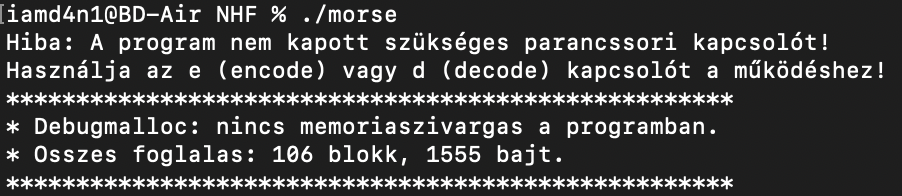 [iamd4n1@BD-Air NHF % ./morse
Hiba: A program nem kapott szükséges parancssori kapcsolót!
Használja az e (encode) vagy d (decode) kapcsolót a működéshez!
****************************************************
* Debugmalloc: nincs memoriaszivargas a programban.
* Osszes foglalas: 106 blokk, 1555 bajt.
****************************************************